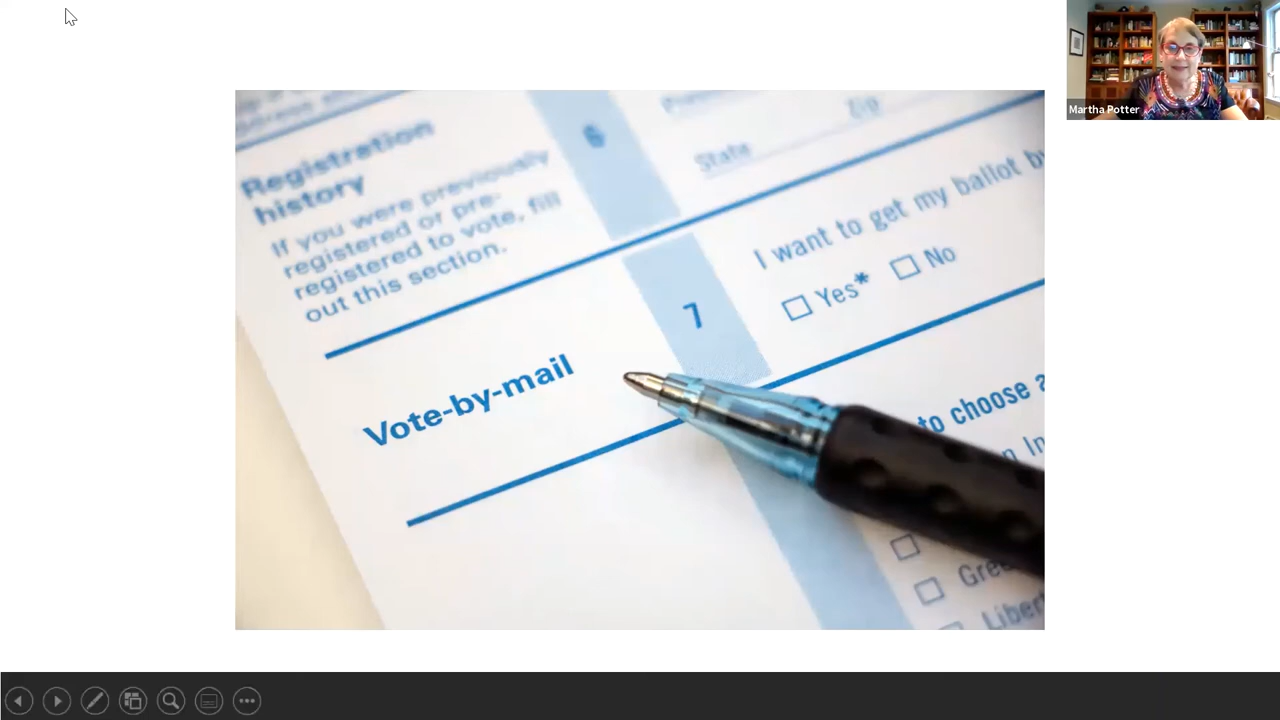 Martha Potter
Registration
history
If you were previously
registered or pre-
registered to vote, fill
out this section.
6
Zip
State
I want to get my ballot by
Yes* No
7
Vote-by-mail
to choose a